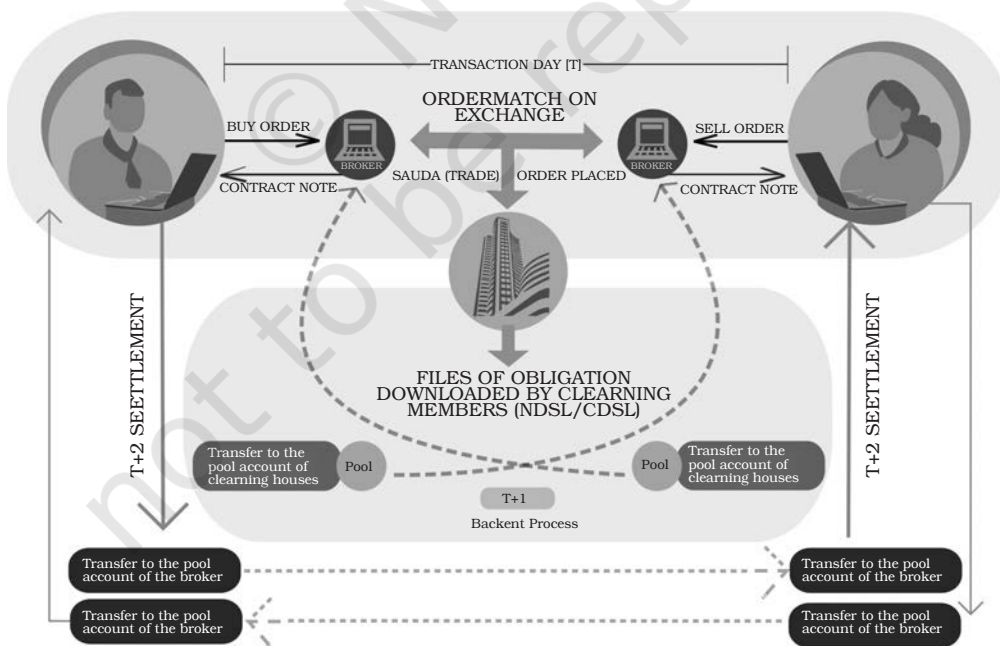 TRANSACTION DAY [T]
ORDERMATCH ON
EXCHANGE
BUY ORDER
BROKER
CONTRACT NOTE
SAUDA (TRADE)
ORDER PLACED
BROKER
SELL ORDER
CONTRACT NOTE
T+2 SEETTLEMENT
FILES OF OBLIGATION
DOWNLOADED BY CLEARNING
MEMBERS (NDSL/CDSL)
T+2 SEETTLEMENT
Transfer to the
pool account of
clearning houses
Pool
Pool
Transfer to the
pool account of
clearning houses
T+1
Backent Process
Transfer to the pool
account of the broker
Transfer to the pool
account of the broker
Transfer to the pool
account of the broker
Transfer to the pool
account of the broker
© N
not to be rep